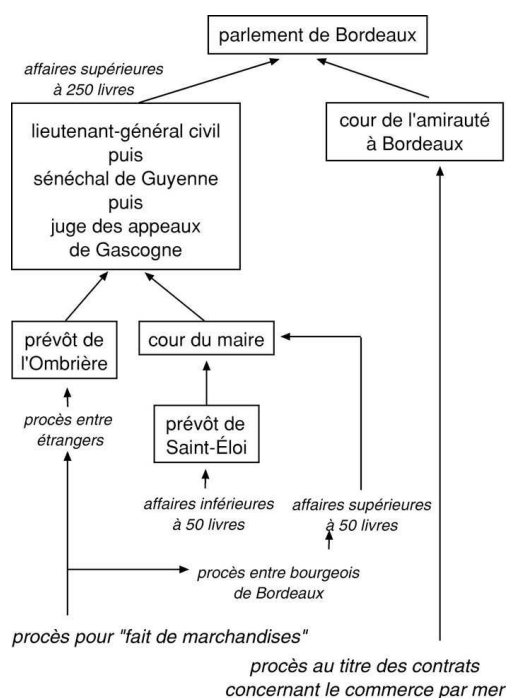 parlement de Bordeaux
affaires supérieures
à 250 livres
lieutenant-général civil
puis
sénéchal de Guyenne
puis
juge des appeaux
de Gascogne
cour de l'amirauté
à Bordeaux
prévôt de
l'Ombrière
cour du maire
procès entre
étrangers
prévôt de
Saint-Éloi
affaires inférieures
à 50 livres
affaires supérieures
à 50 livres
procès entre bourgeois
de Bordeaux
procès pour "fait de marchandises"
procès au titre des contrats
concernant le commerce par mer